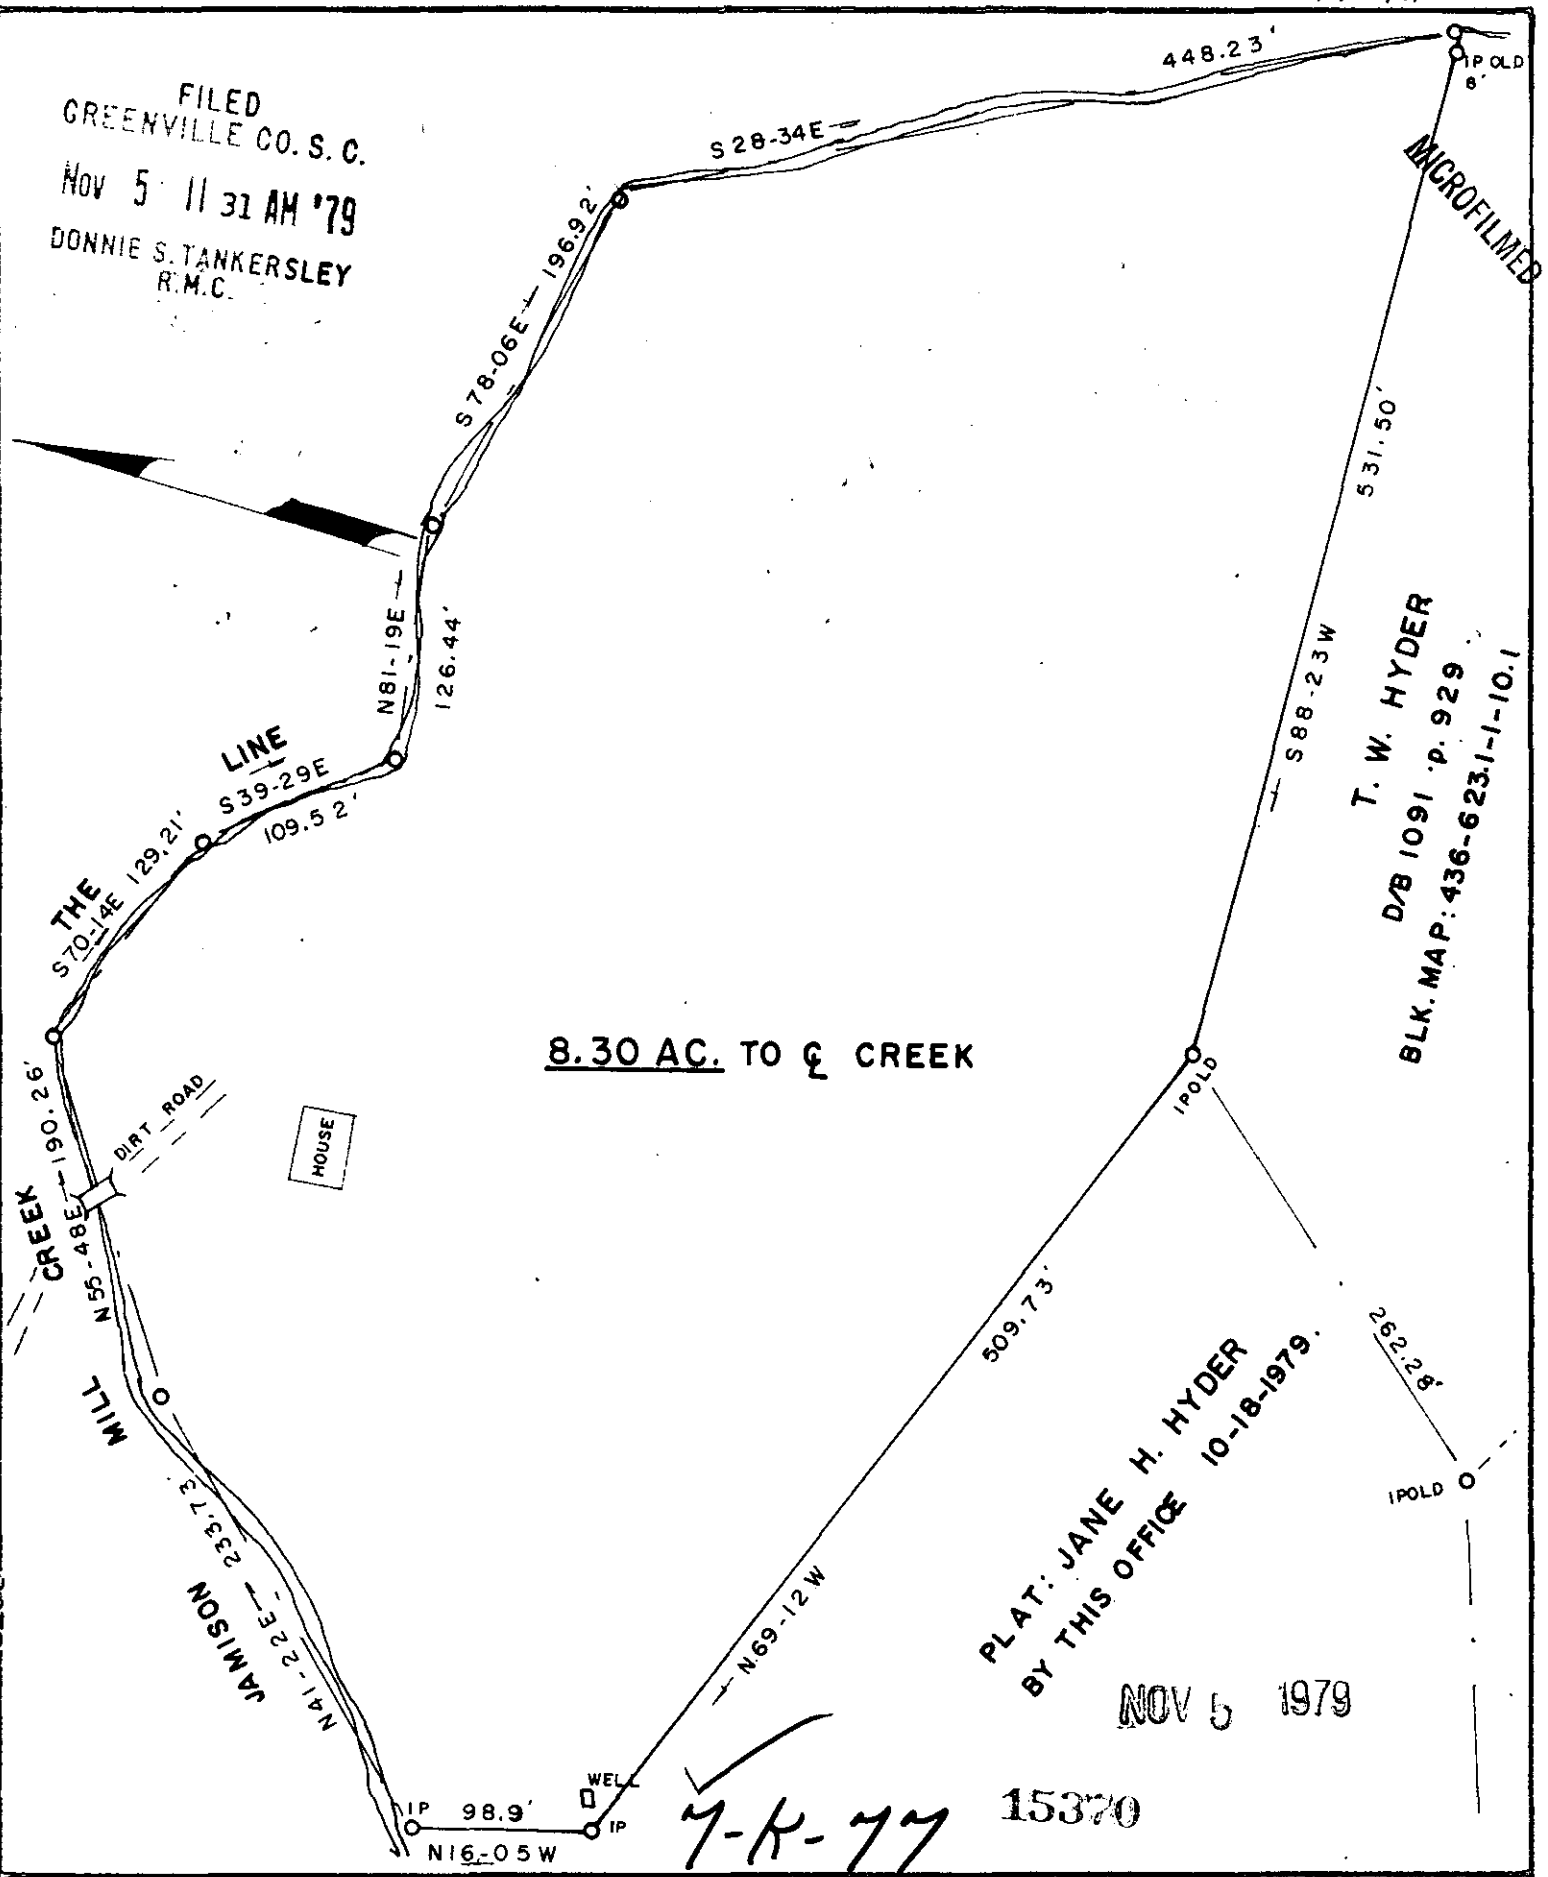 FILED
GREENVILLE CO. S. C.
Nov 5 11 31 AM '79
DONNIE S. TANKERSLEY
R.M.C.
448.23'
IP OLD
8'
MICROFILMED
S 28-34E
S 78-06E 196.92'
531.50'
S 88-23W
N81-19E
126.44'
T. W. HYDER
D/B 1091 p. 929
BLK. MAP: 436-623.1-1-10.1
LINE
S39-29E
109.52'
THE
S70-14E 129.21'
8.30 AC. TO ℄ CREEK
IPOLD
DIRT ROAD
HOUSE
CREEK
N55-48E 190.26'
MILL
509.73'
262.28'
IPOLD
PLAT: JANE H. HYDER
BY THIS OFFICE 10-18-1979.
JAMISON
N41-22E 233.73'
N69-12W
NOV 5 1979
WELL
IP
98.9'
IP
N16-05W
7-K-77
15370